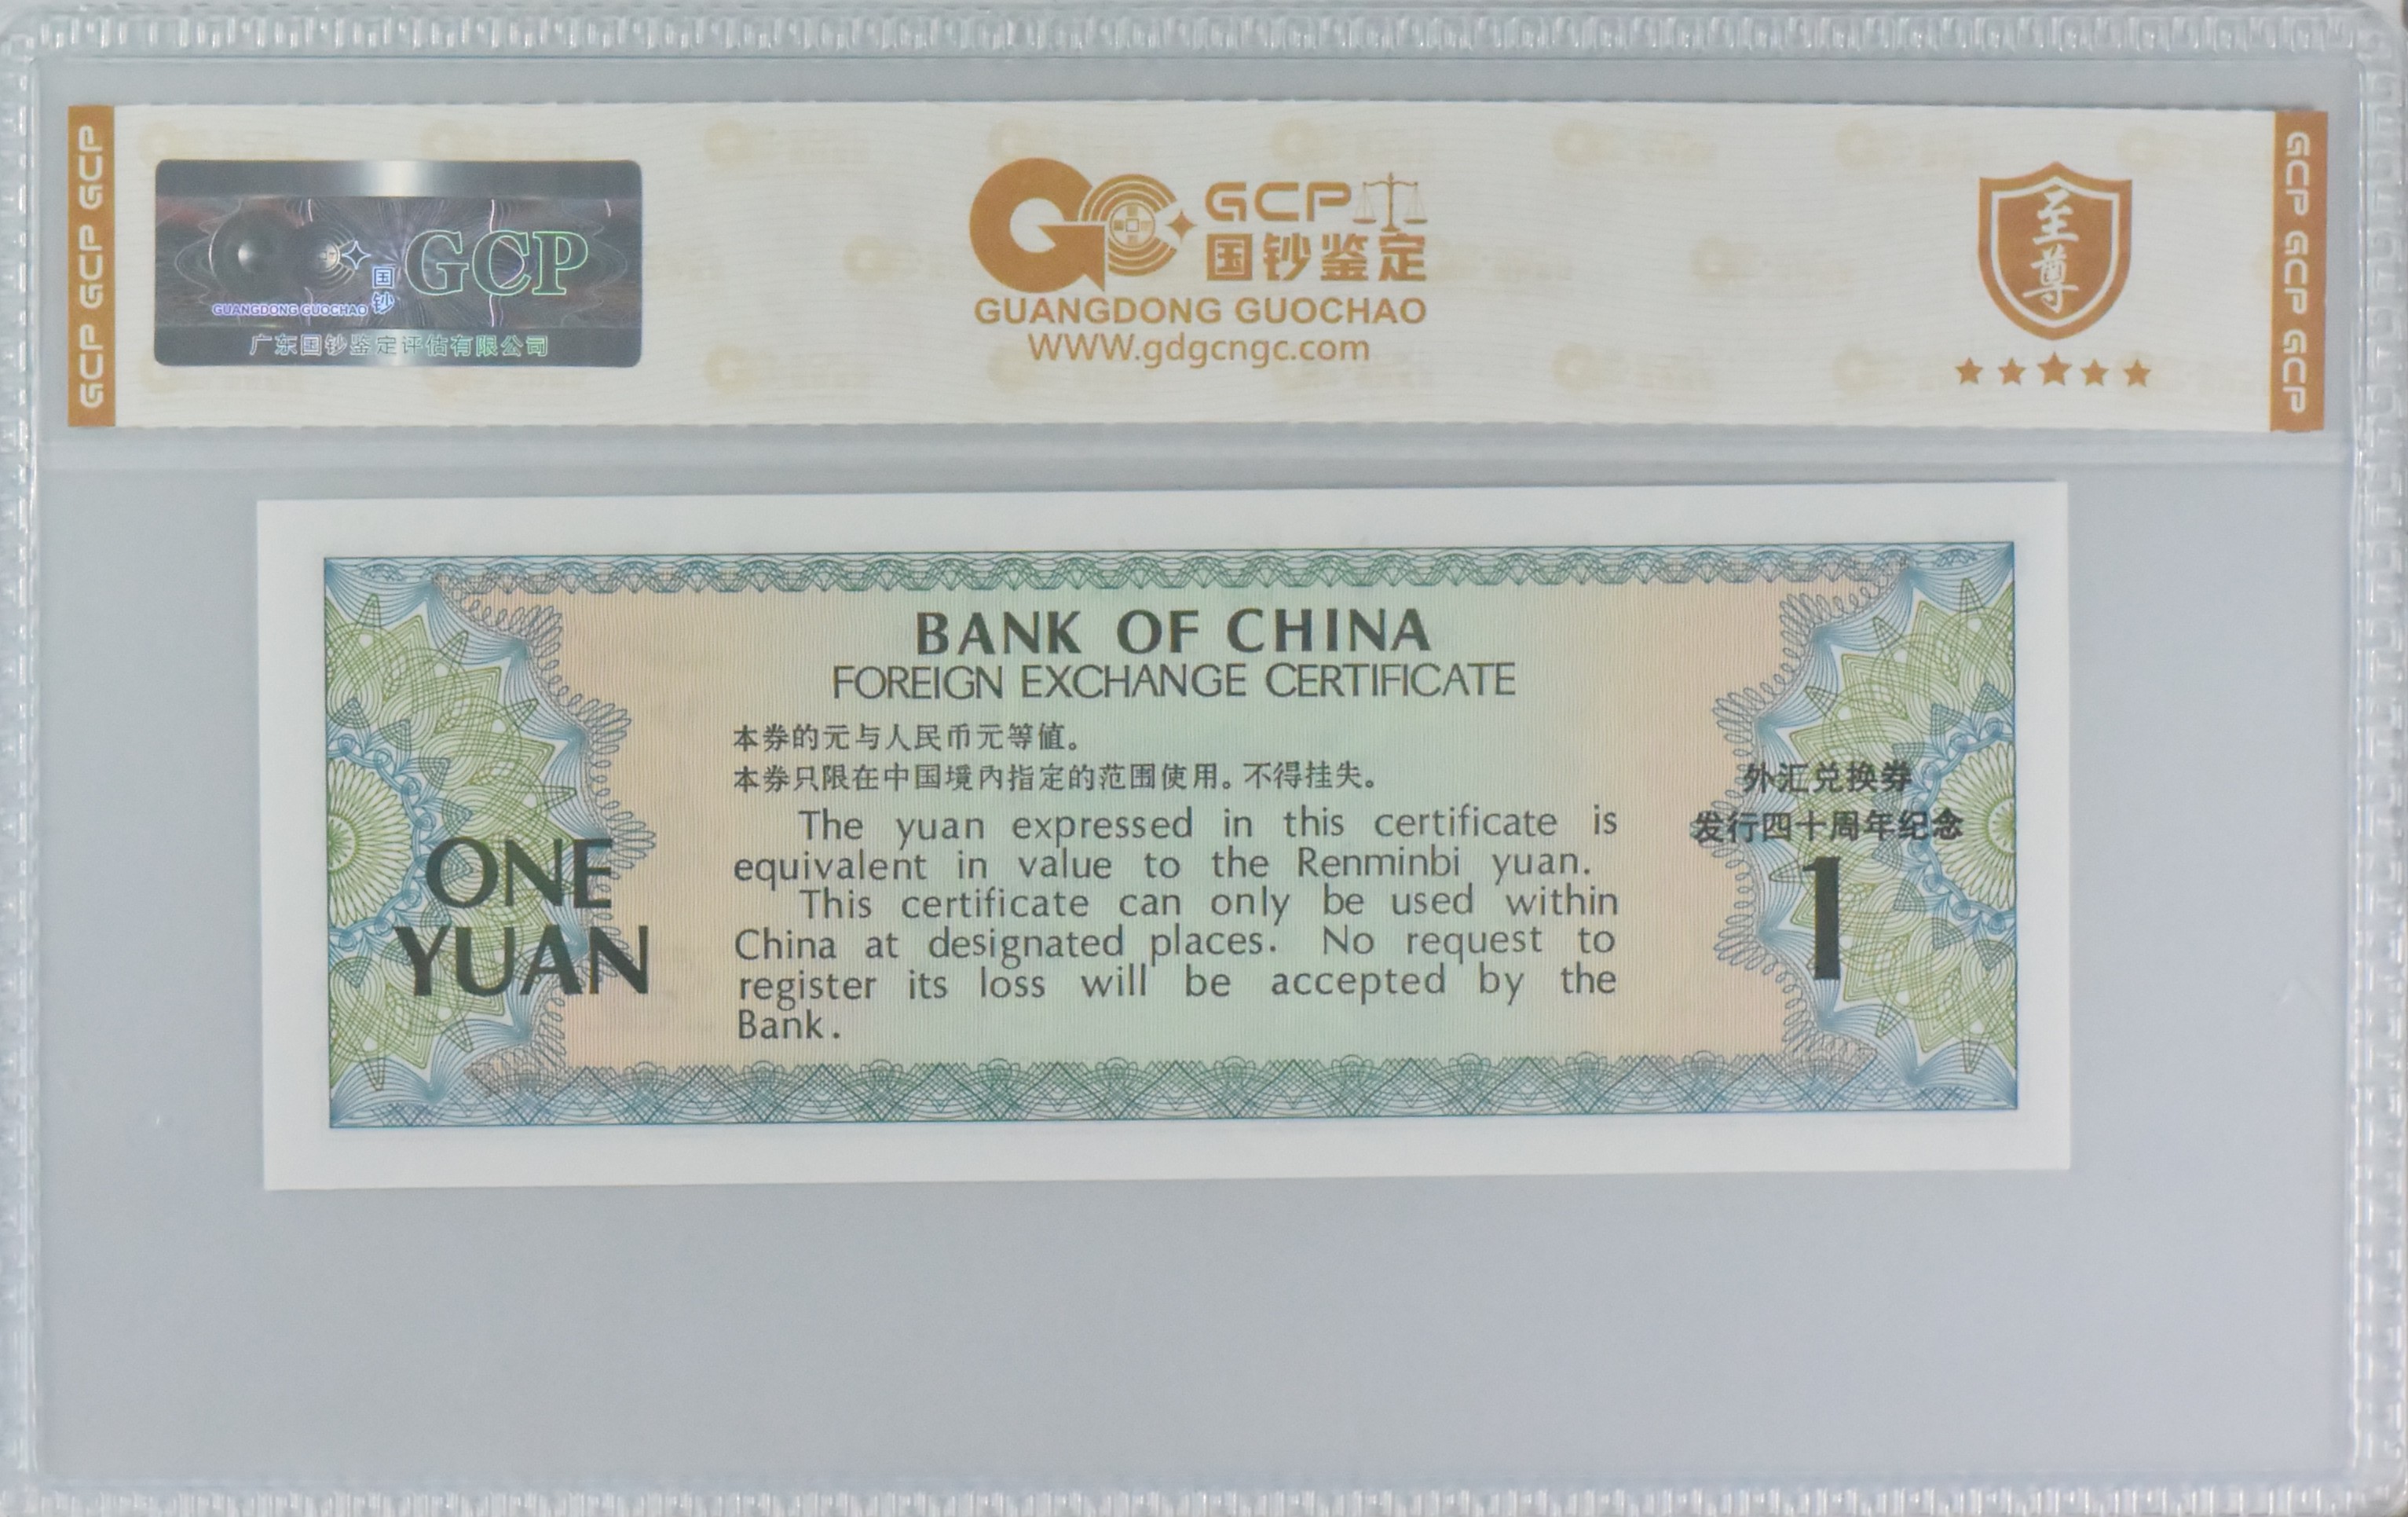 GCP GCP GCP
GCP
国钞
GUANGDONG GUOCHAO
广东国钞鉴定评估有限公司
GCP
国钞鉴定
GUANGDONG GUOCHAO
WWW.gdgcngc.com
至尊
GCP GCP GCP
BANK OF CHINA
FOREIGN EXCHANGE CERTIFICATE
本券的元与人民币元等值。
本券只限在中国境内指定的范围使用。不得挂失。
The yuan expressed in this certificate is
equivalent in value to the Renminbi yuan.
This certificate can only be used within
China at designated places. No request to
register its loss will be accepted by the
Bank.
ONE
YUAN
外汇兑换券
发行四十周年纪念
1